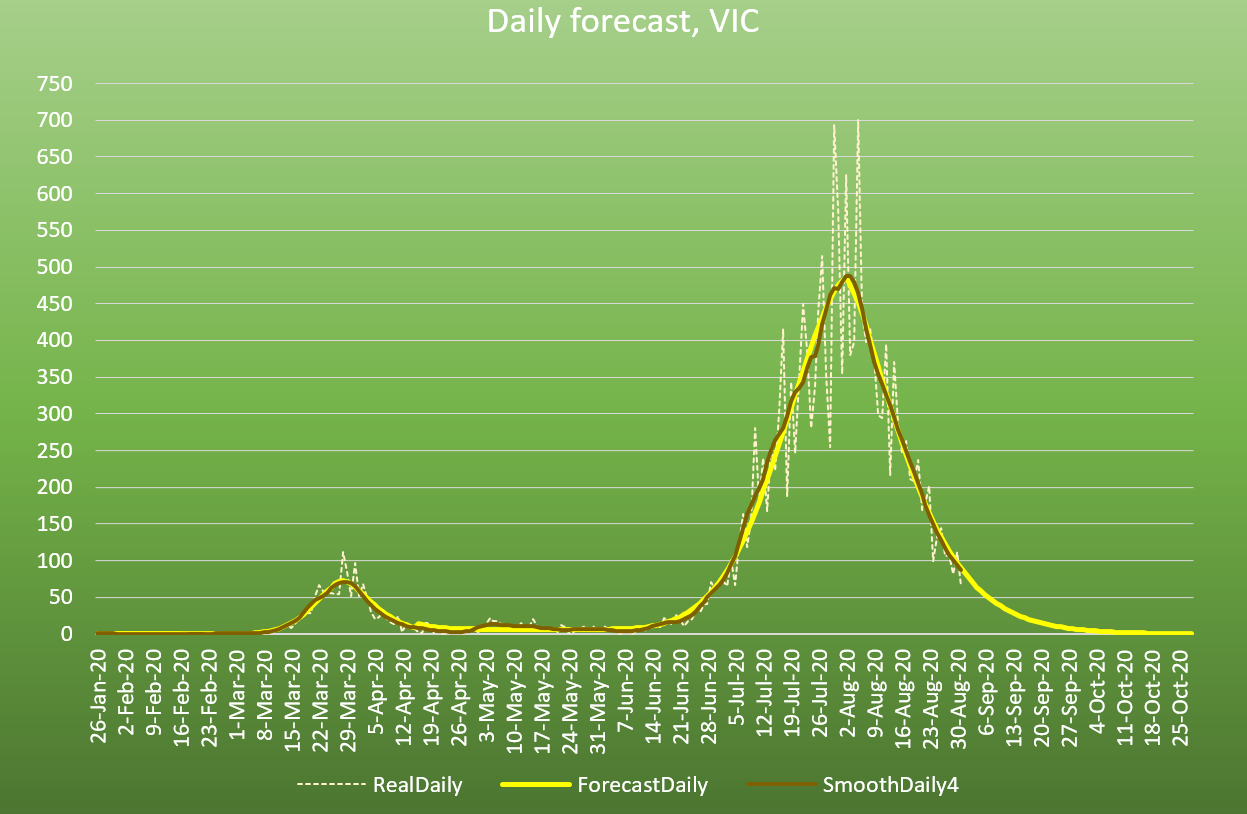 Daily forecast, VIC
750
700
650
600
550
500
450
400
350
300
250
200
150
100
50
0
26-Jan-20
2-Feb-20
9-Feb-20
16-Feb-20
23-Feb-20
1-Mar-20
8-Mar-20
15-Mar-20
22-Mar-20
29-Mar-20
5-Apr-20
12-Apr-20
19-Apr-20
26-Apr-20
3-May-20
10-May-20
17-May-20
24-May-20
31-May-20
7-Jun-20
14-Jun-20
21-Jun-20
28-Jun-20
5-Jul-20
12-Jul-20
19-Jul-20
26-Jul-20
2-Aug-20
9-Aug-20
16-Aug-20
23-Aug-20
30-Aug-20
6-Sep-20
13-Sep-20
20-Sep-20
27-Sep-20
4-Oct-20
11-Oct-20
18-Oct-20
25-Oct-20
RealDaily ForecastDaily SmoothDaily4